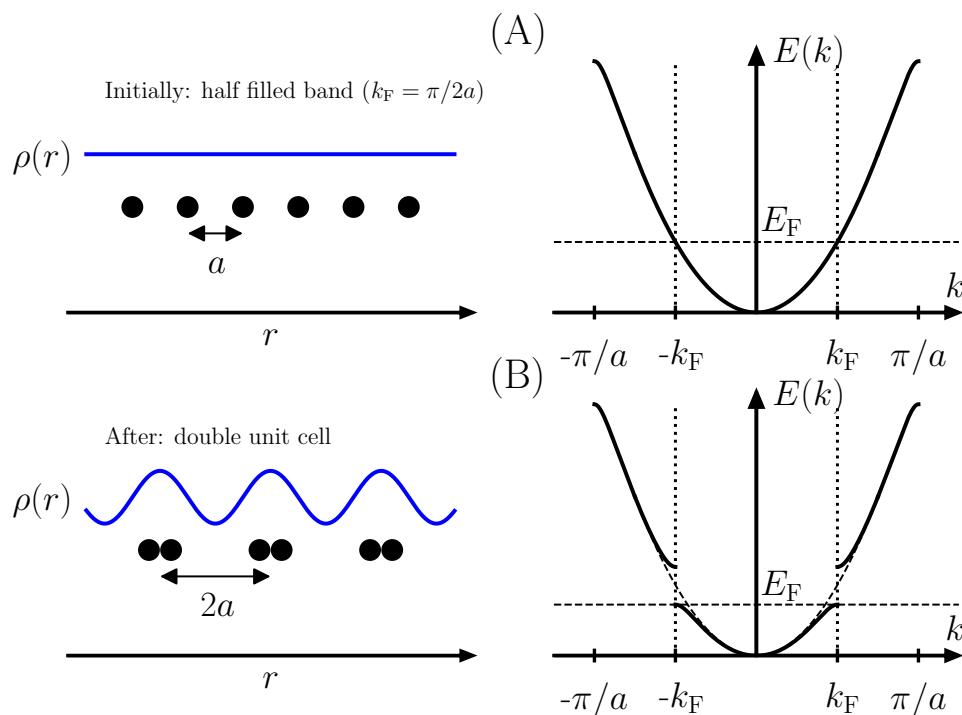 (A)
Initially: half filled band (k_F = π/2a)
ρ(r)
a
r
E(k)
E_F
k
-π/a -k_F k_F π/a
(B)
After: double unit cell
ρ(r)
2a
r
E(k)
E_F
k
-π/a -k_F k_F π/a